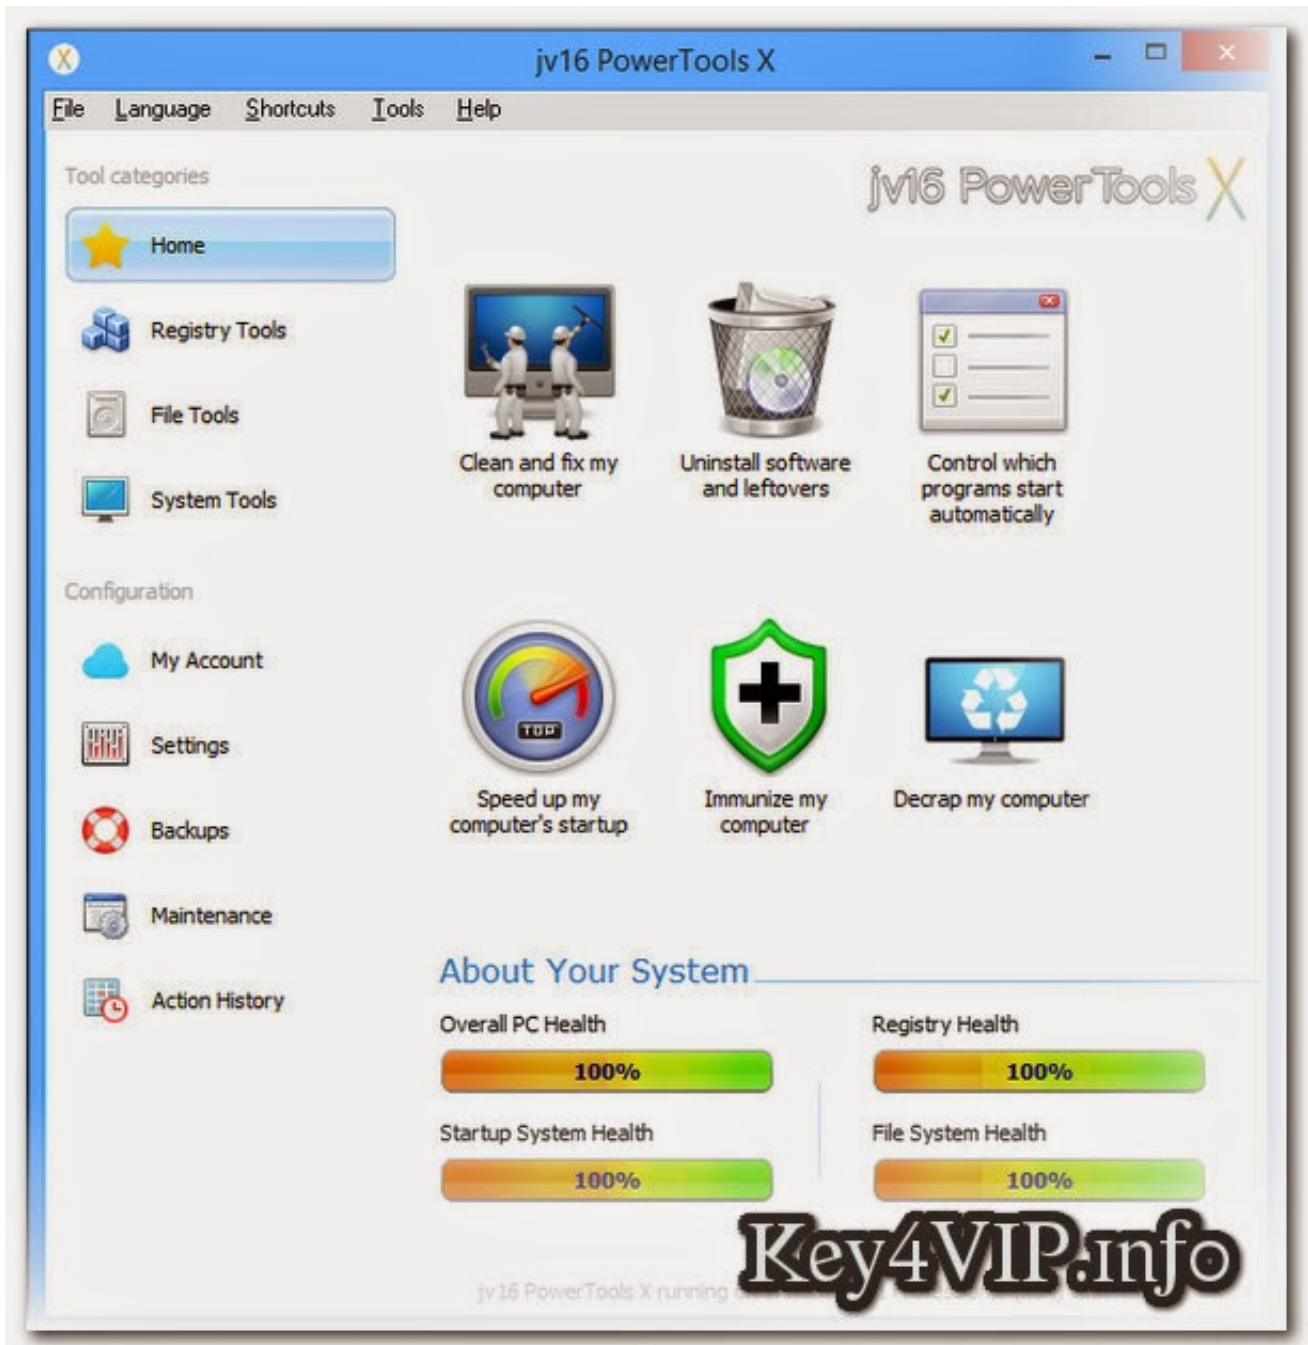 jv16 PowerTools X
File Language Shortcuts Tools Help
Tool categories
jv16 PowerTools X
Home
Registry Tools
File Tools
System Tools
Clean and fix my
computer
Uninstall software
and leftovers
Control which
programs start
automatically
Configuration
My Account
Settings
Backups
Maintenance
Action History
TOP
Speed up my
computer's startup
Immunize my
computer
Decrap my computer
About Your System
Overall PC Health
100%
Registry Health
100%
Startup System Health
100%
File System Health
100%
Key4VIP.info
jv16 PowerTools X running